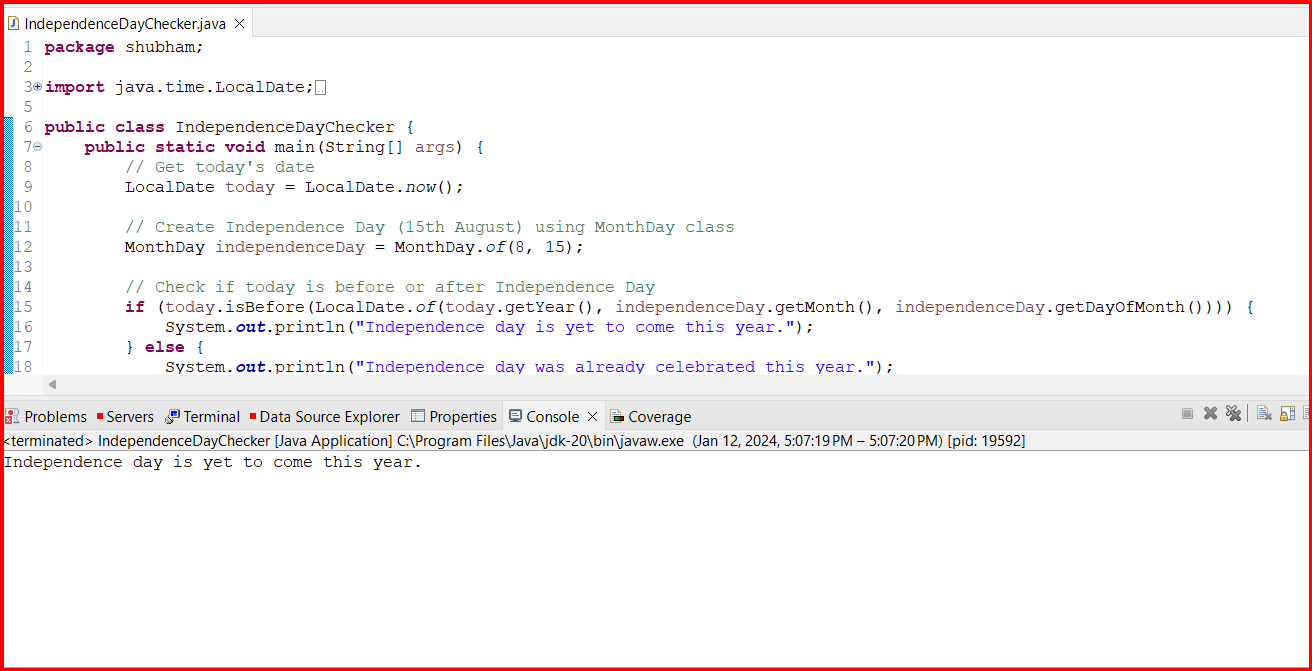 IndependenceDayChecker.java
1 package shubham;
2
3 import java.time.LocalDate;
5
6 public class IndependenceDayChecker {
7 public static void main(String[] args) {
8 // Get today's date
9 LocalDate today = LocalDate.now();
10
11 // Create Independence Day (15th August) using MonthDay class
12 MonthDay independenceDay = MonthDay.of(8, 15);
13
14 // Check if today is before or after Independence Day
15 if (today.isBefore(LocalDate.of(today.getYear(), independenceDay.getMonth(), independenceDay.getDayOfMonth()))) {
16 System.out.println("Independence day is yet to come this year.");
17 } else {
18 System.out.println("Independence day was already celebrated this year.");
Problems Servers Terminal Data Source Explorer Properties Console Coverage
<terminated> IndependenceDayChecker [Java Application] C:\Program Files\Java\jdk-20\bin\javaw.exe (Jan 12, 2024, 5:07:19 PM – 5:07:20 PM) [pid: 19592]
Independence day is yet to come this year.